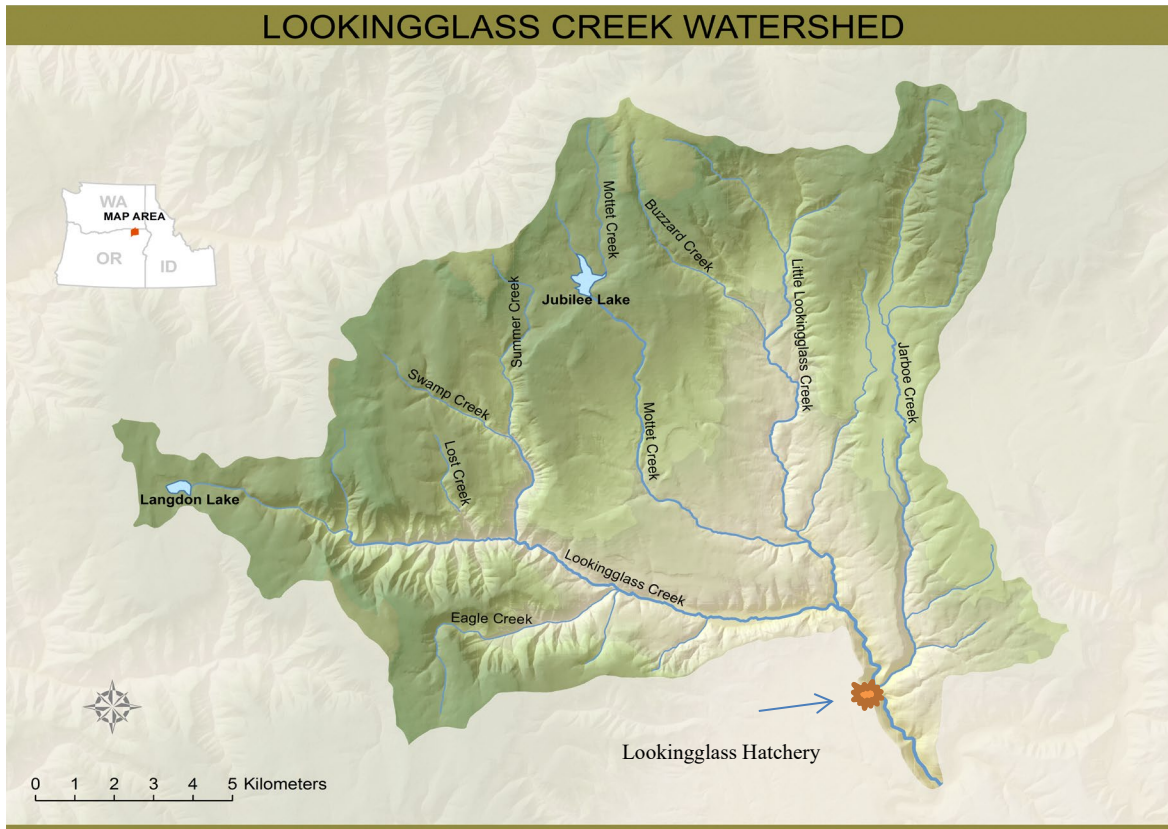 LOOKINGGLASS CREEK WATERSHED
WA
MAP AREA
OR
ID
Mottet Creek
Buzzard Creek
Little Lookingglass Creek
Jubilee Lake
Summer Creek
Jarboe Creek
Swamp Creek
Mottet Creek
Lost Creek
Langdon Lake
Lookingglass Creek
Eagle Creek
Lookingglass Hatchery
0 1 2 3 4 5 Kilometers